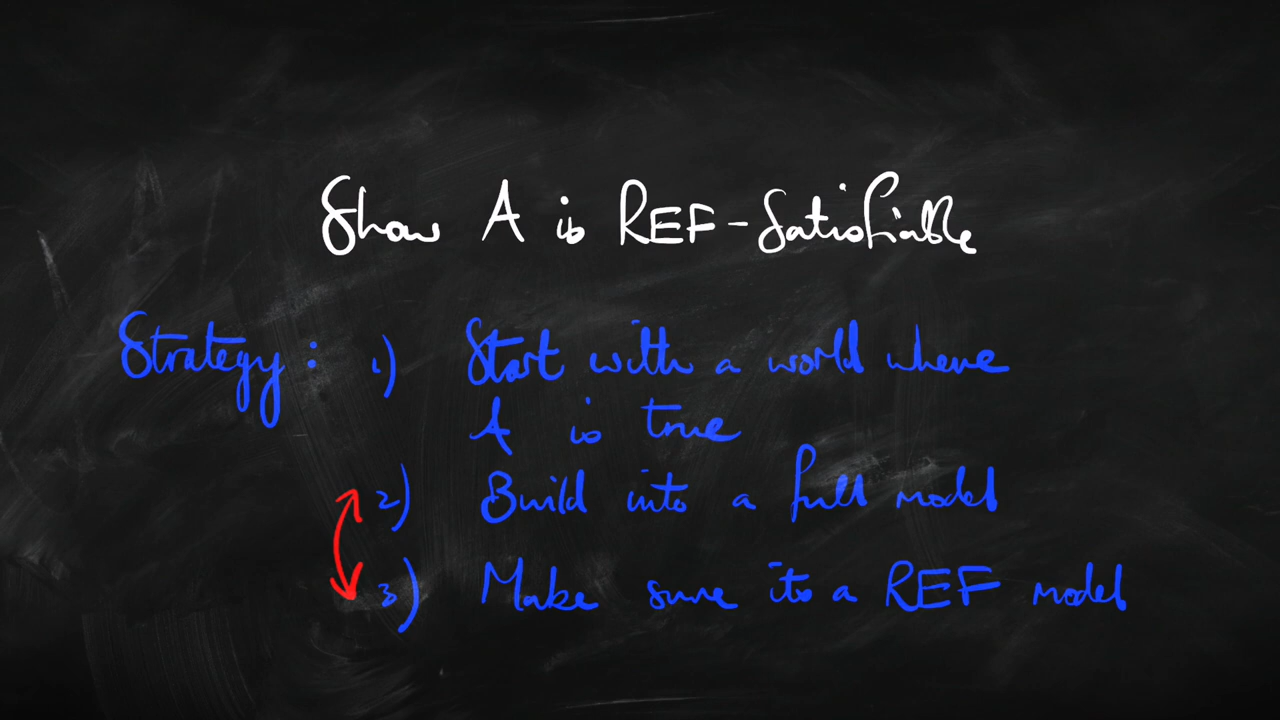 Show A is REF-Satisfiable
Strategy: 1) Start with a world where
A is true
2) Build into a full model
3) Make sure its a REF model